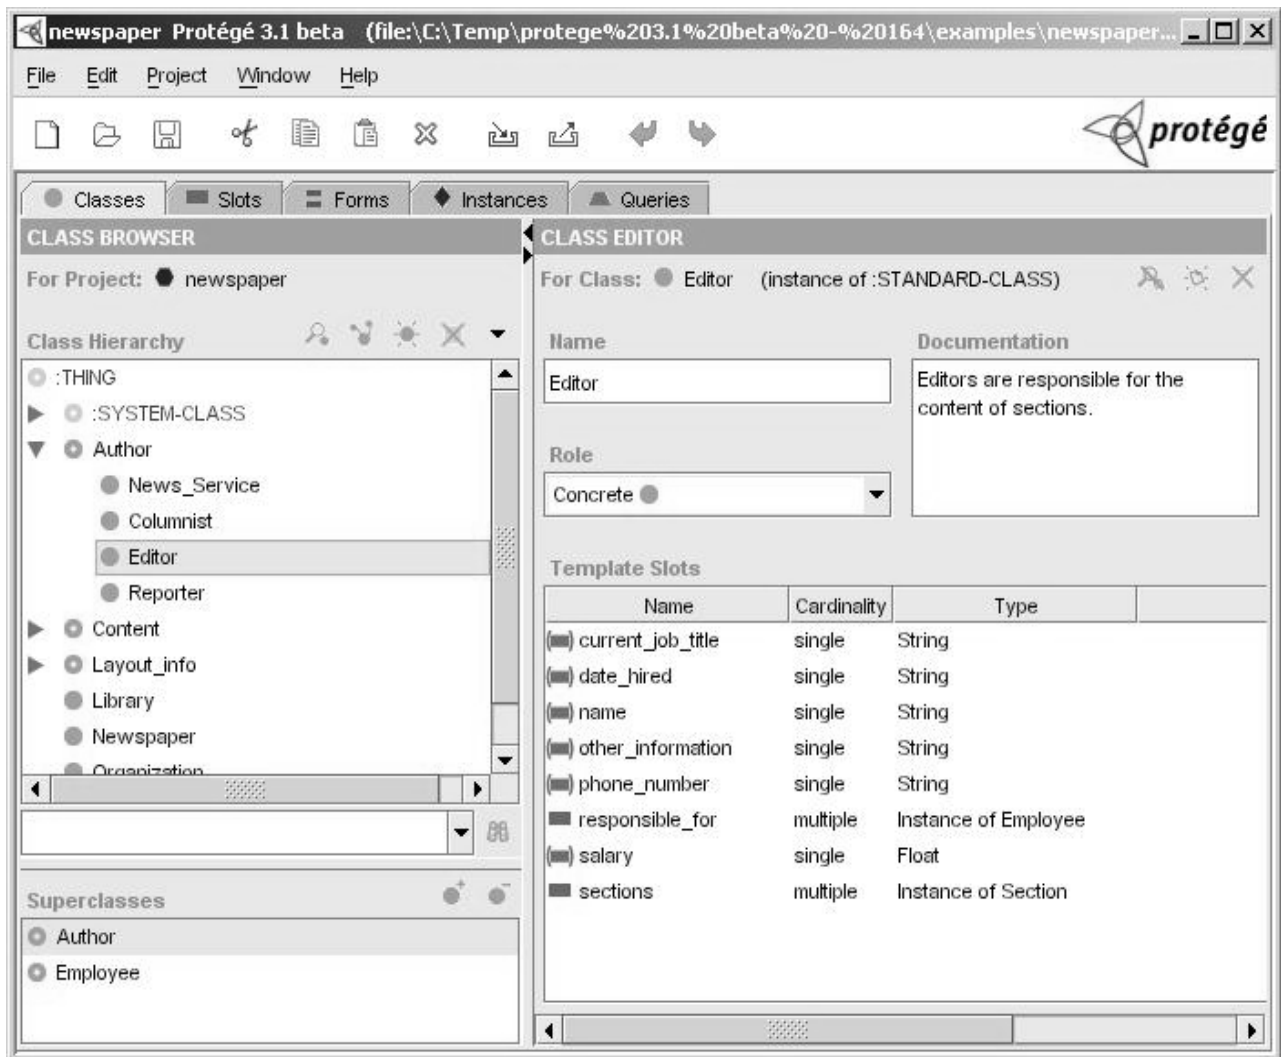 newspaper Protégé 3.1 beta (file:\C:\Temp\protege%203.1%20beta%20-%20164\examples\newspaper...
File Edit Project Window Help
protégé
Classes Slots Forms Instances Queries
CLASS BROWSER
For Project: newspaper
Class Hierarchy
:THING
:SYSTEM-CLASS
Author
News_Service
Columnist
Editor
Reporter
Content
Layout_info
Library
Newspaper
Organization
Superclasses
Author
Employee
CLASS EDITOR
For Class: Editor (instance of :STANDARD-CLASS)
Name
Editor
Role
Concrete
Documentation
Editors are responsible for the
content of sections.
Template Slots
Name Cardinality Type
current_job_title single String
date_hired single String
name single String
other_information single String
phone_number single String
responsible_for multiple Instance of Employee
salary single Float
sections multiple Instance of Section